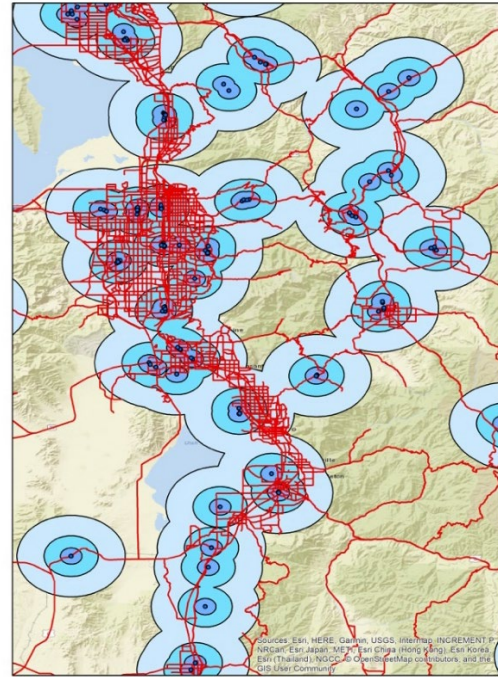 Sources: Esri, HERE, Garmin, USGS, Intermap, INCREMENT P,
NRCan, Esri Japan, METI, Esri China (Hong Kong), Esri Korea,
Esri (Thailand), NGCC, © OpenStreetMap contributors, and the
GIS User Community